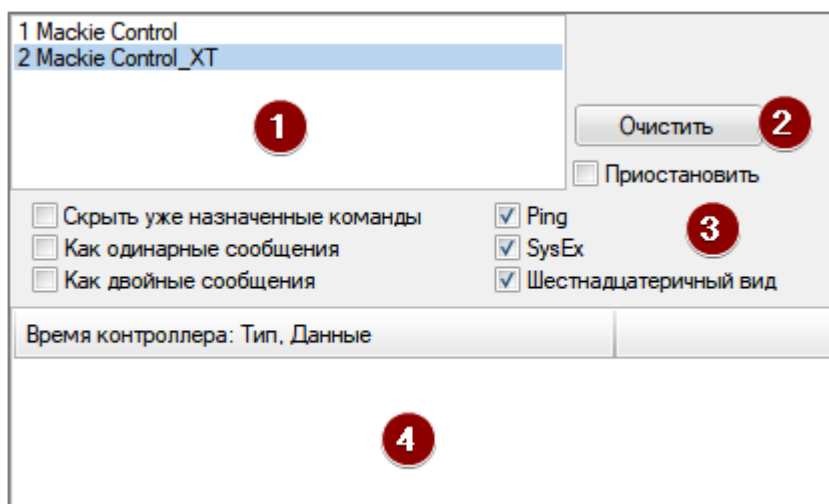 1 Mackie Control
2 Mackie Control_XT
1
Очистить
2
Приостановить
Скрыть уже назначенные команды
Ping
3
Как одинарные сообщения
SysEx
Как двойные сообщения
Шестнадцатеричный вид
Время контроллера: Тип, Данные
4